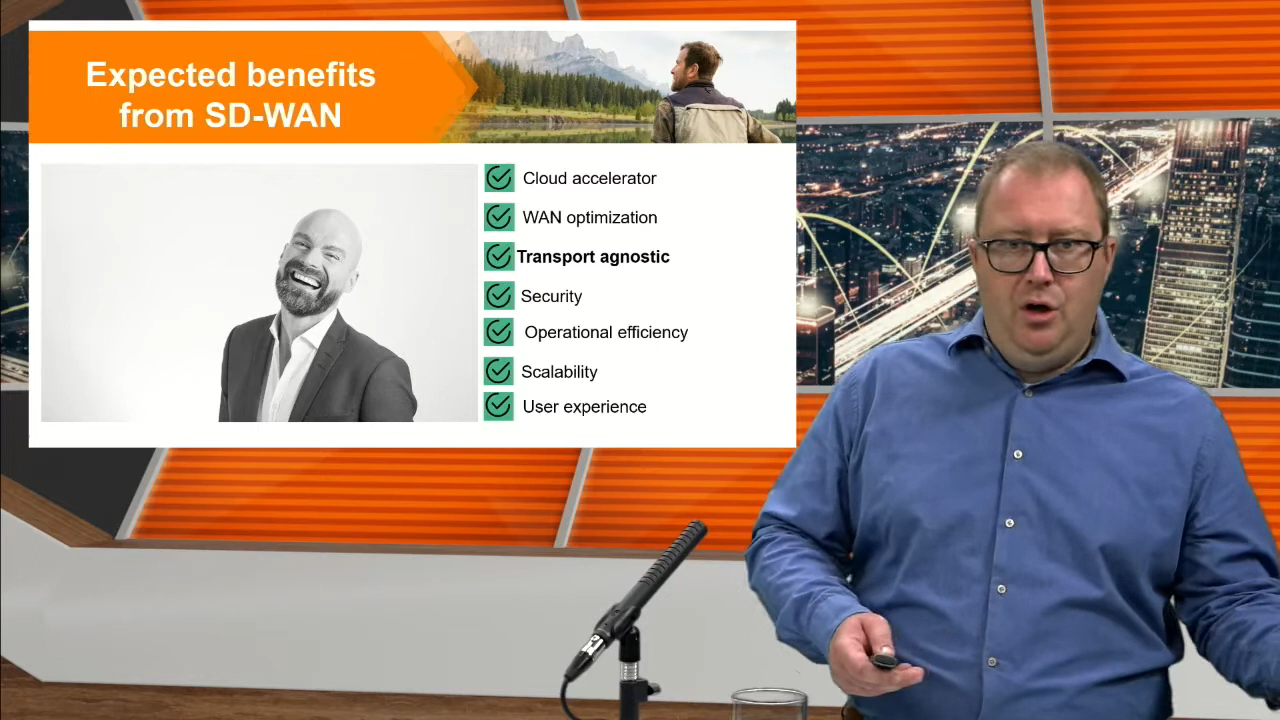 Expected benefits
from SD-WAN
Cloud accelerator
WAN optimization
Transport agnostic
Security
Operational efficiency
Scalability
User experience